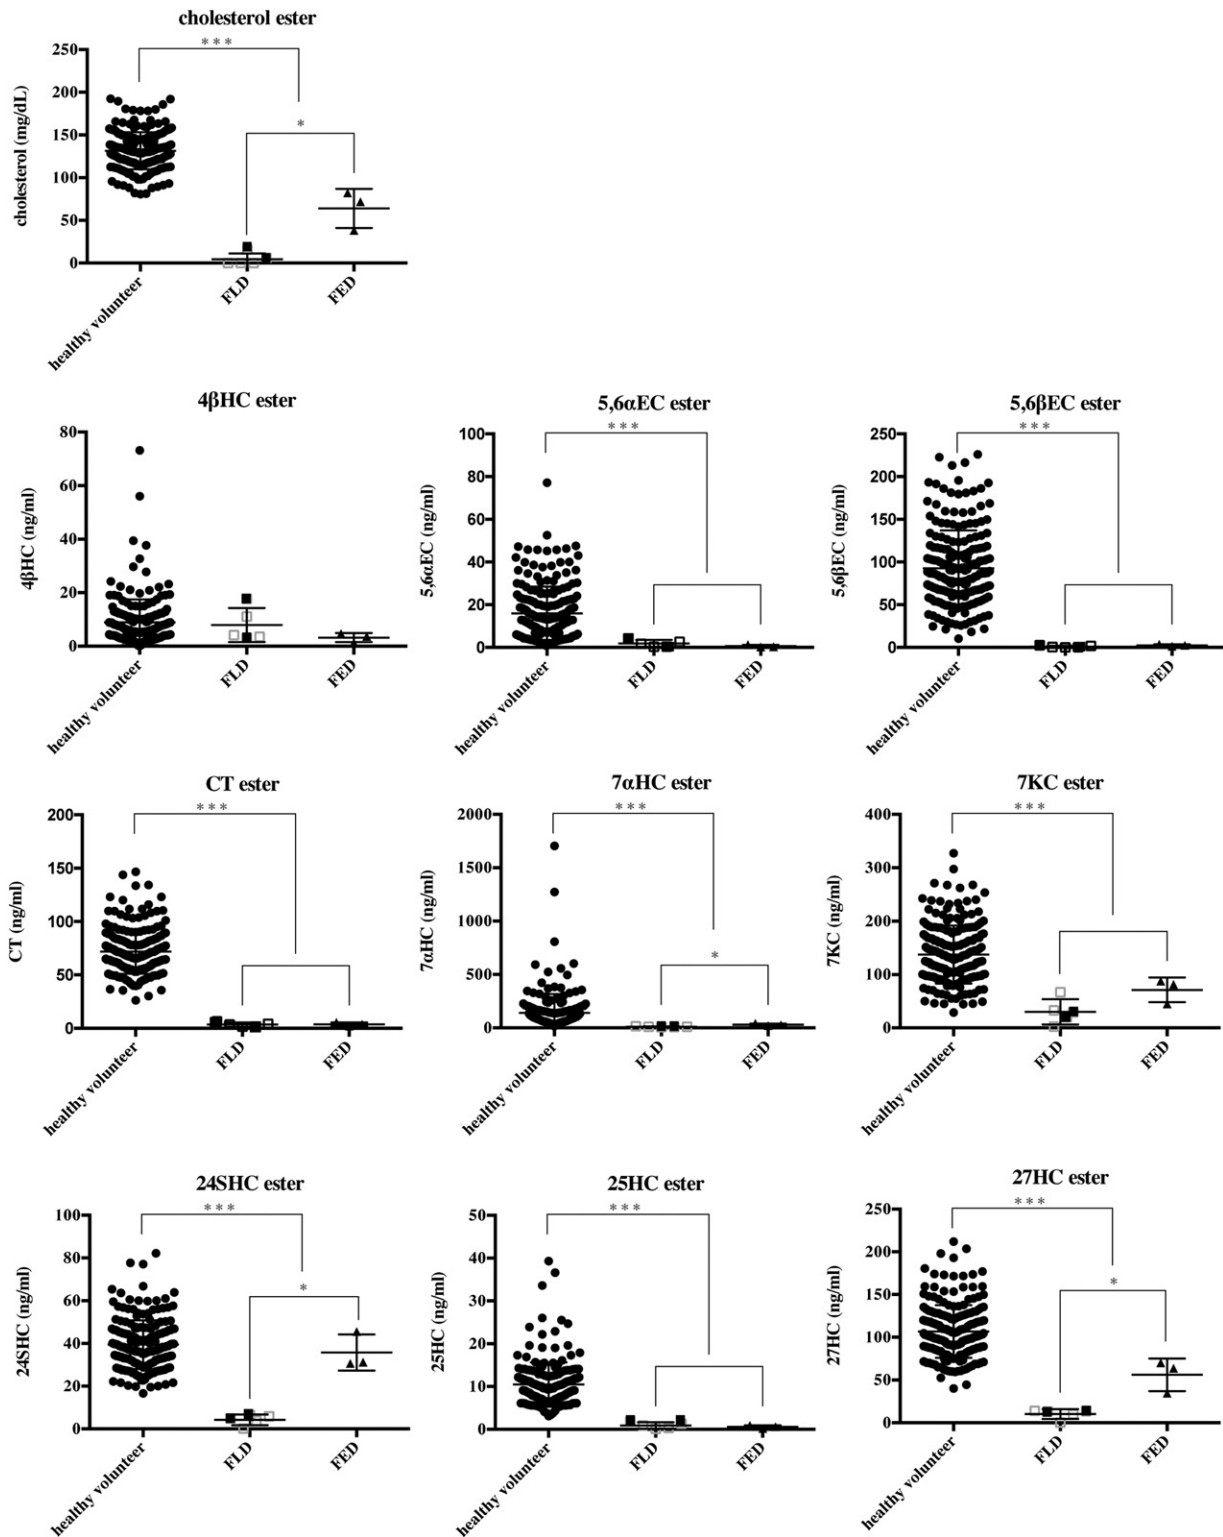 cholesterol ester
***
*
cholesterol (mg/dL)
250
200
150
100
50
0
healthy volunteer
FLD
FED
4βHC ester
4βHC (ng/ml)
80
60
40
20
0
healthy volunteer
FLD
FED
5,6αEC ester
***
5,6αEC (ng/ml)
100
80
60
40
20
0
healthy volunteer
FLD
FED
5,6βEC ester
***
5,6βEC (ng/ml)
250
200
150
100
50
0
healthy volunteer
FLD
FED
CT ester
***
CT (ng/ml)
200
150
100
50
0
healthy volunteer
FLD
FED
7αHC ester
***
*
7αHC (ng/ml)
2000
1500
1000
500
0
healthy volunteer
FLD
FED
7KC ester
***
7KC (ng/ml)
400
300
200
100
0
healthy volunteer
FLD
FED
24SHC ester
***
*
24SHC (ng/ml)
100
80
60
40
20
0
healthy volunteer
FLD
FED
25HC ester
***
25HC (ng/ml)
50
40
30
20
10
0
healthy volunteer
FLD
FED
27HC ester
***
*
27HC (ng/ml)
250
200
150
100
50
0
healthy volunteer
FLD
FED